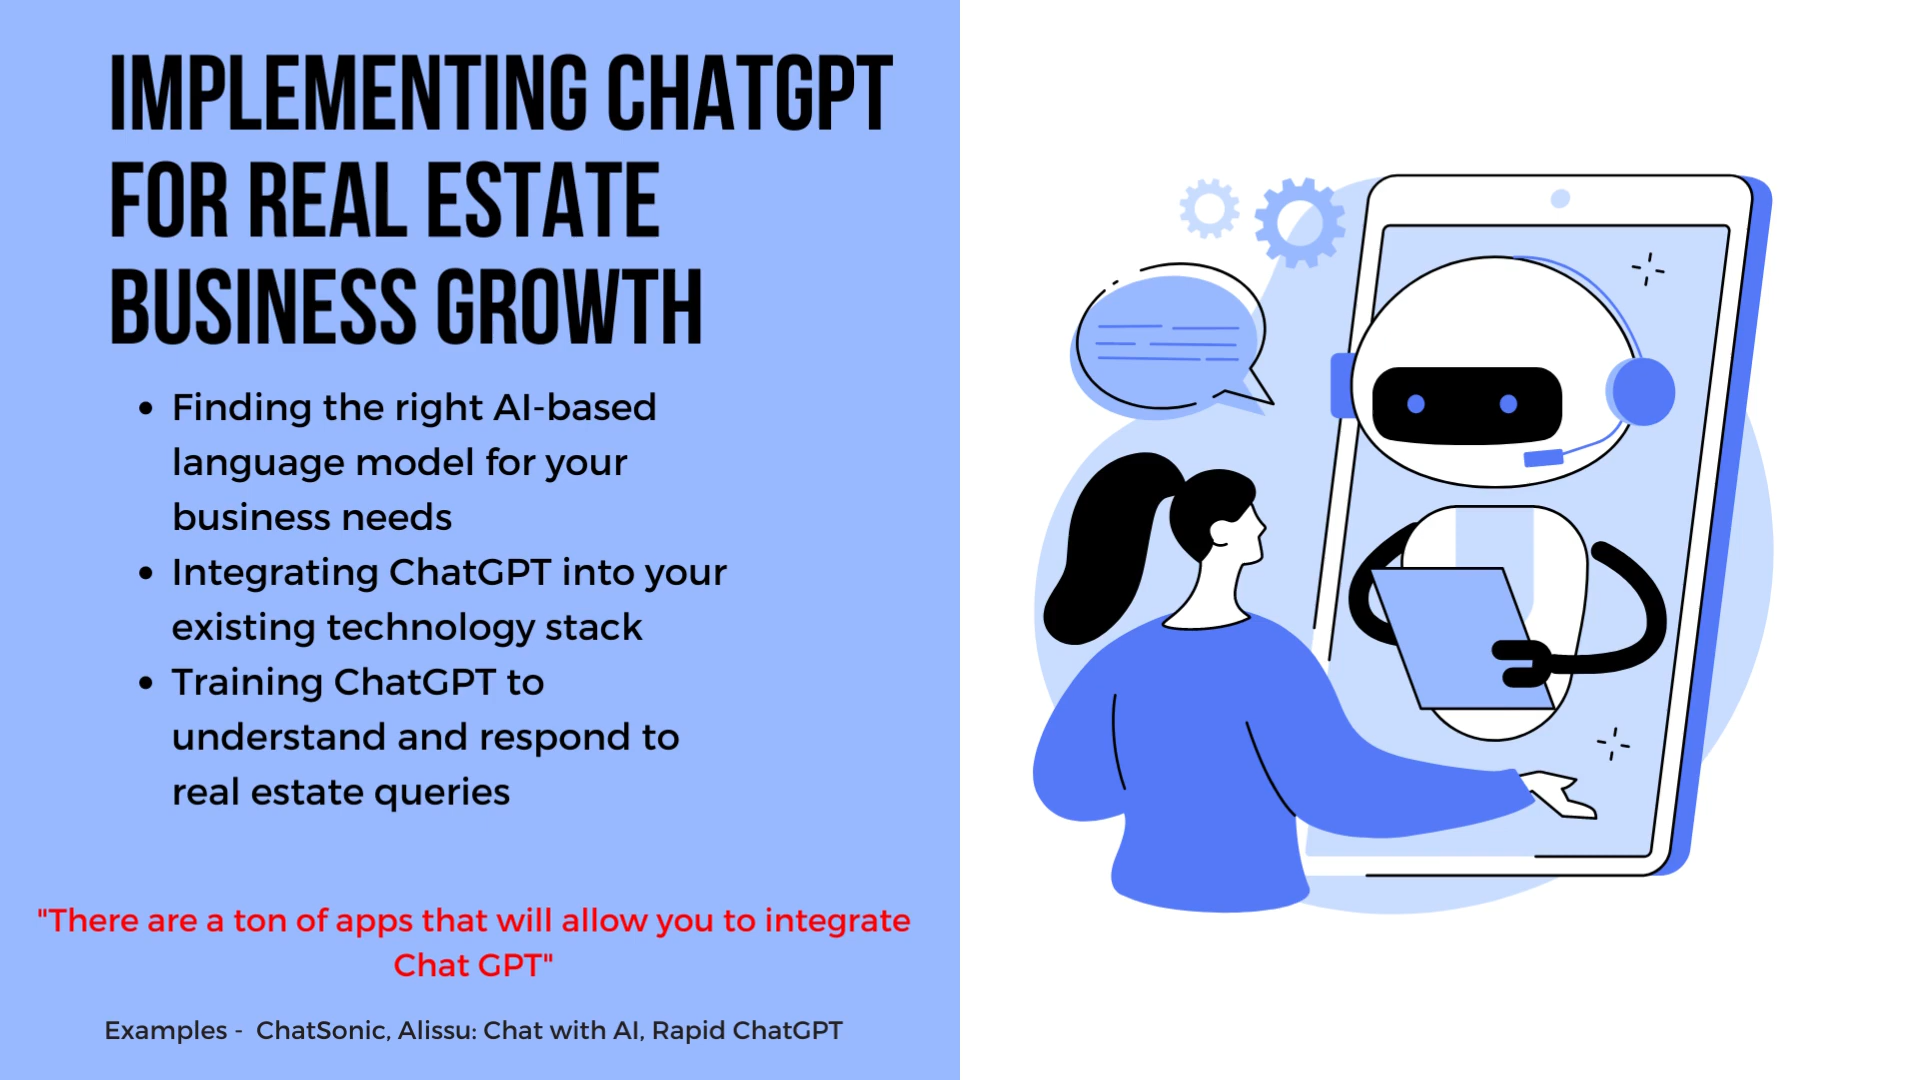 IMPLEMENTING CHATGPT
FOR REAL ESTATE
BUSINESS GROWTH
• Finding the right AI-based
language model for your
business needs
• Integrating ChatGPT into your
existing technology stack
• Training ChatGPT to
understand and respond to
real estate queries
"There are a ton of apps that will allow you to integrate
Chat GPT"
Examples -  ChatSonic, Alissu: Chat with AI, Rapid ChatGPT